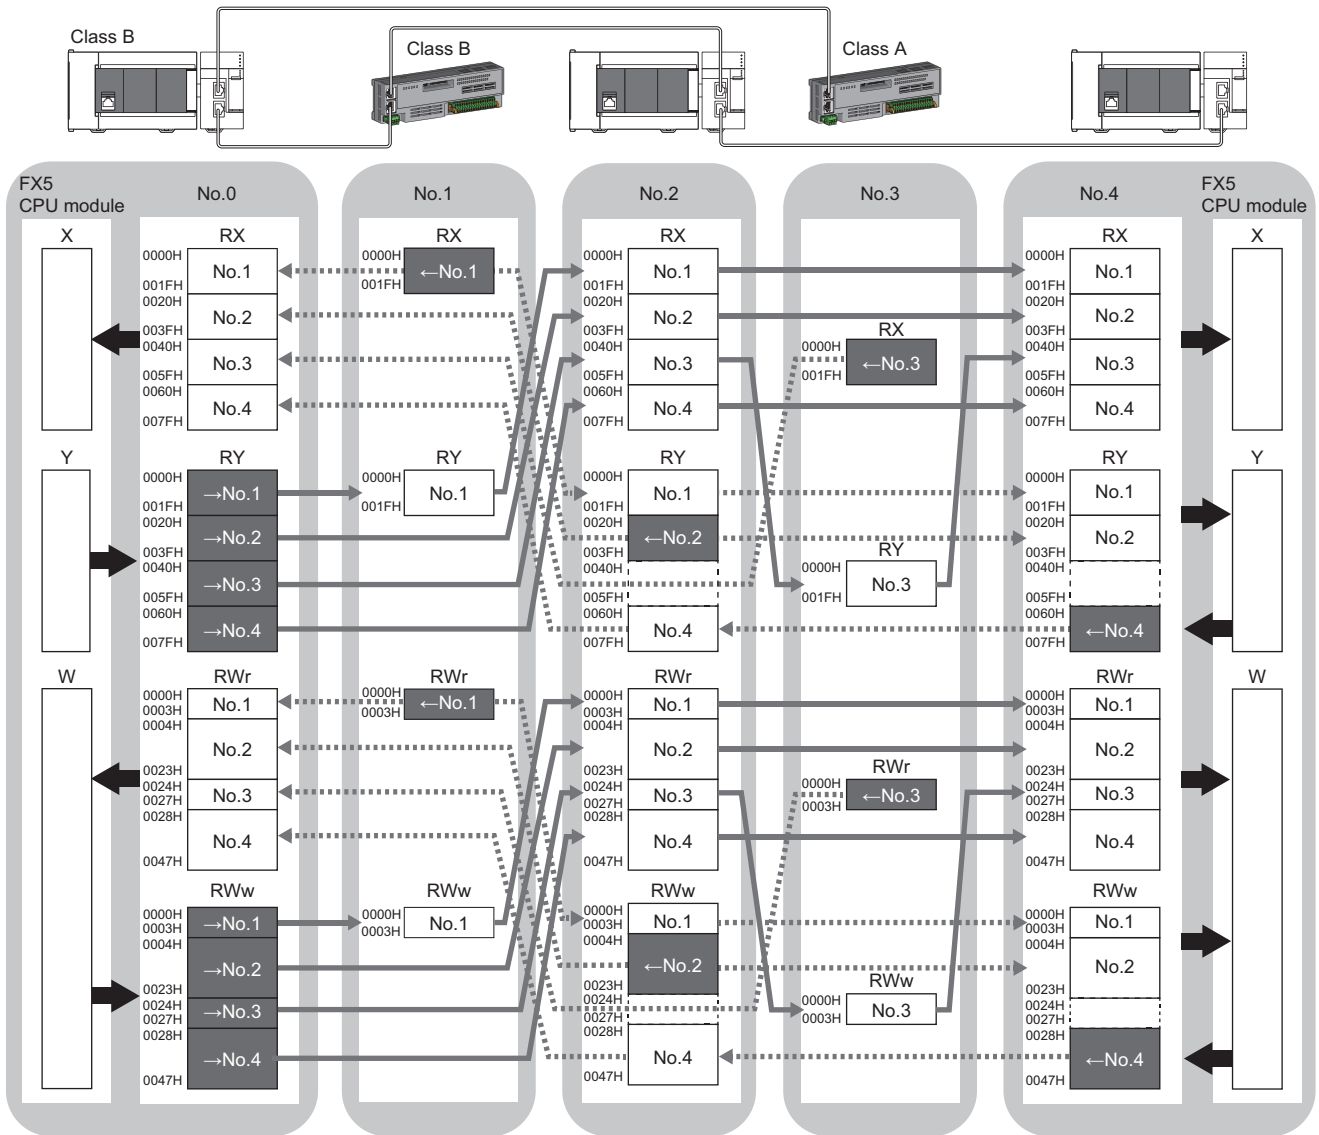 Class B
Class B
Class A
FX5
CPU module
No.0
No.1
No.2
No.3
No.4
FX5
CPU module
X
RX
0000H
No.1
001FH
0020H
No.2
003FH
0040H
No.3
005FH
0060H
No.4
007FH
RX
0000H
←No.1
001FH
RX
0000H
No.1
001FH
0020H
No.2
003FH
0040H
No.3
005FH
0060H
No.4
007FH
RX
0000H
←No.3
001FH
RX
0000H
No.1
001FH
0020H
No.2
003FH
0040H
No.3
005FH
0060H
No.4
007FH
X
Y
RY
0000H
→No.1
001FH
0020H
→No.2
003FH
0040H
→No.3
005FH
0060H
→No.4
007FH
RY
0000H
No.1
001FH
RY
0000H
No.1
001FH
0020H
←No.2
003FH
0040H
005FH
0060H
No.4
007FH
RY
0000H
No.3
001FH
RY
0000H
No.1
001FH
0020H
No.2
003FH
0040H
005FH
0060H
←No.4
007FH
Y
W
RWr
0000H
No.1
0003H
0004H
No.2
0023H
0024H
No.3
0027H
0028H
No.4
0047H
RWr
0000H
←No.1
0003H
RWr
0000H
No.1
0003H
0004H
No.2
0023H
0024H
No.3
0027H
0028H
No.4
0047H
RWr
0000H
←No.3
0003H
RWr
0000H
No.1
0003H
0004H
No.2
0023H
0024H
No.3
0027H
0028H
No.4
0047H
W
RWw
0000H
→No.1
0003H
0004H
→No.2
0023H
0024H
→No.3
0027H
0028H
→No.4
0047H
RWw
0000H
No.1
0003H
RWw
0000H
No.1
0003H
0004H
←No.2
0023H
0024H
0027H
0028H
No.4
0047H
RWw
0000H
No.3
0003H
RWw
0000H
No.1
0003H
0004H
No.2
0023H
0024H
0027H
0028H
←No.4
0047H